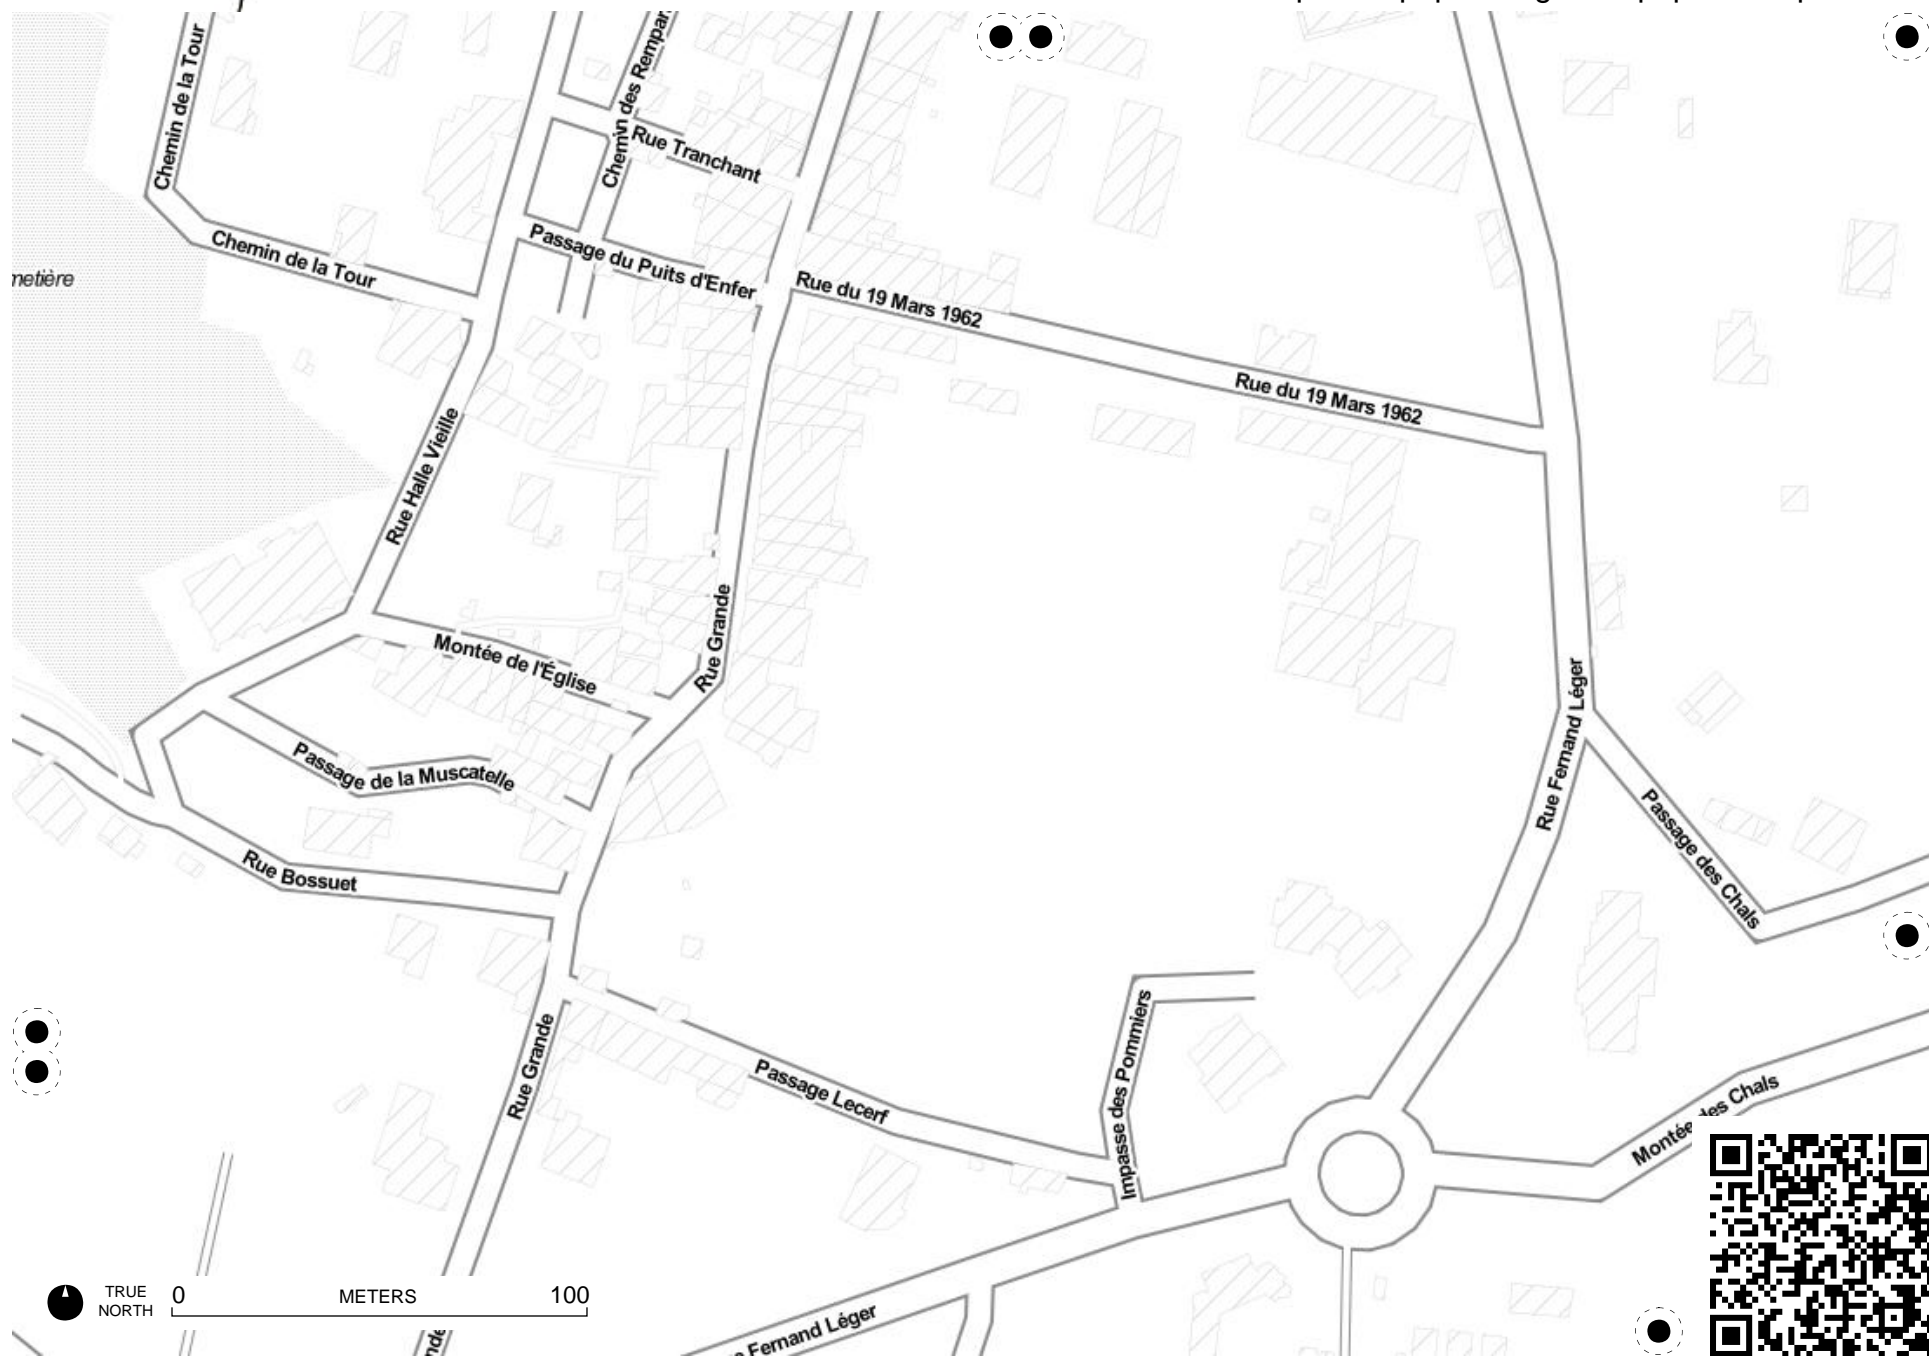 Chemin de la Tour
Chemin des Rempar
Rue Tranchant
Chemin de la Tour
Passage du Puits d'Enfer
metière
Rue du 19 Mars 1962
Rue du 19 Mars 1962
Rue Halle Vieille
Rue Grande
Montée de l'Église
Rue Fernand Léger
Passage de la Muscatelle
Passage des Chals
Rue Bossuet
Rue Grande
Passage Lecerf
Impasse des Pommiers
Montée des Chals
TRUE
NORTH
0 METERS 100
e Fernand Léger
nde